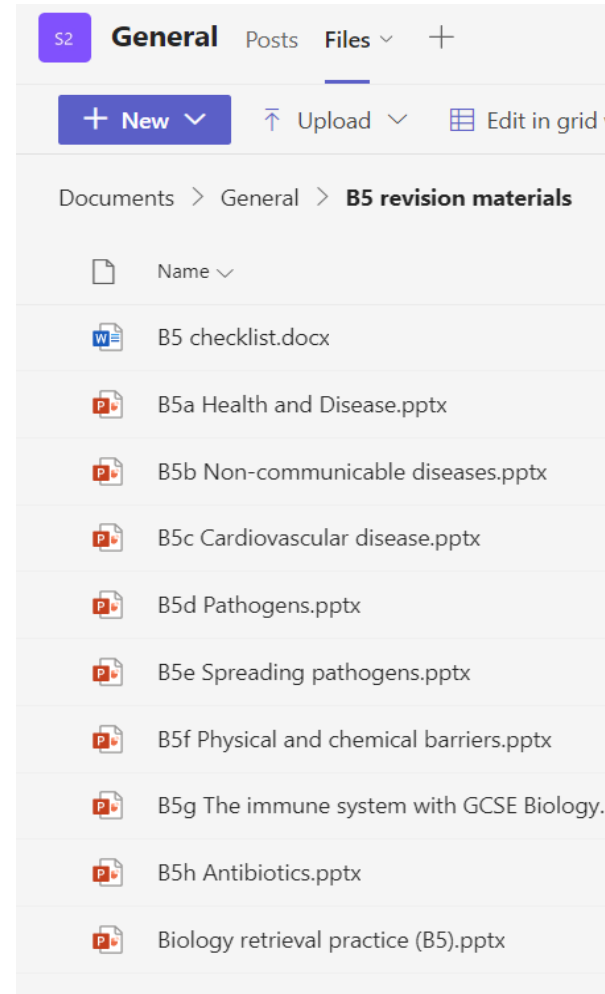 S2 General Posts Files
New Upload Edit in grid
Documents > General > B5 revision materials
Name
B5 checklist.docx
B5a Health and Disease.pptx
B5b Non-communicable diseases.pptx
B5c Cardiovascular disease.pptx
B5d Pathogens.pptx
B5e Spreading pathogens.pptx
B5f Physical and chemical barriers.pptx
B5g The immune system with GCSE Biology.
B5h Antibiotics.pptx
Biology retrieval practice (B5).pptx